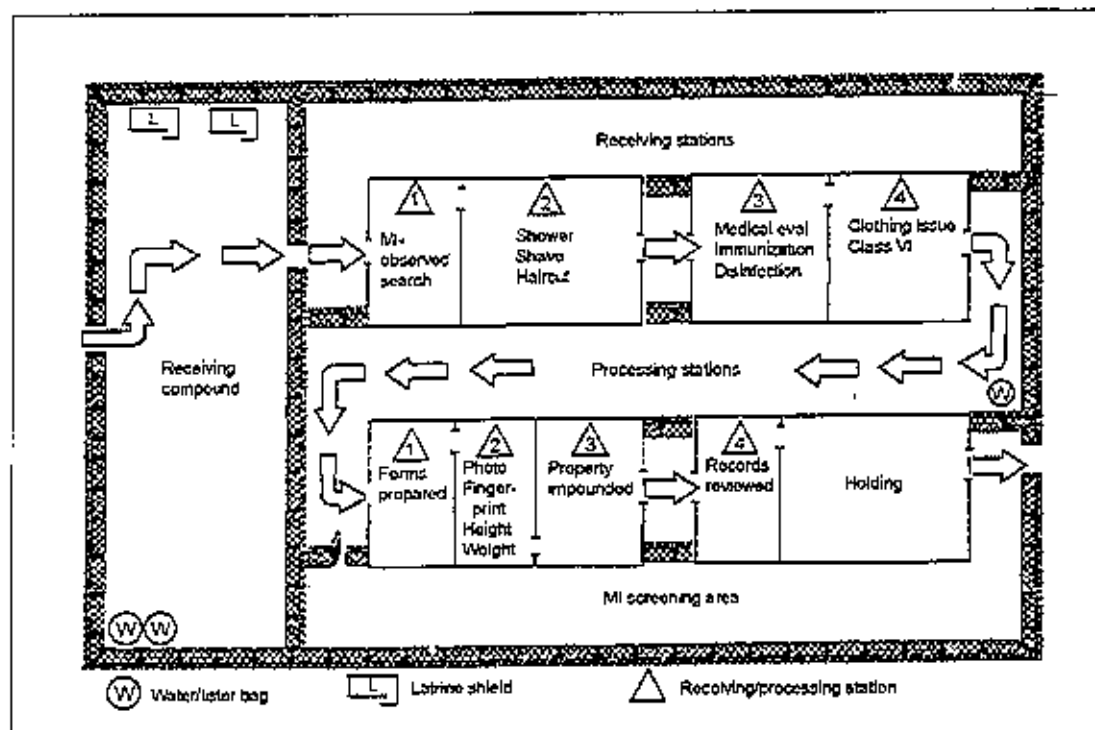 L L
Receiving stations
1
MI-
observed
search
2
Shower
Shave
Haircut
3
Medical eval
Immunization
Disinfection
4
Clothing issue
Class VI
Receiving
compound
Processing stations
W
1
Forms
prepared
2
Photo
Finger-
print
Height
Weight
3
Property
impounded
4
Records
reviewed
Holding
MI screening area
W W
W Water/lister bag
L Latrine shield
Receiving/processing station